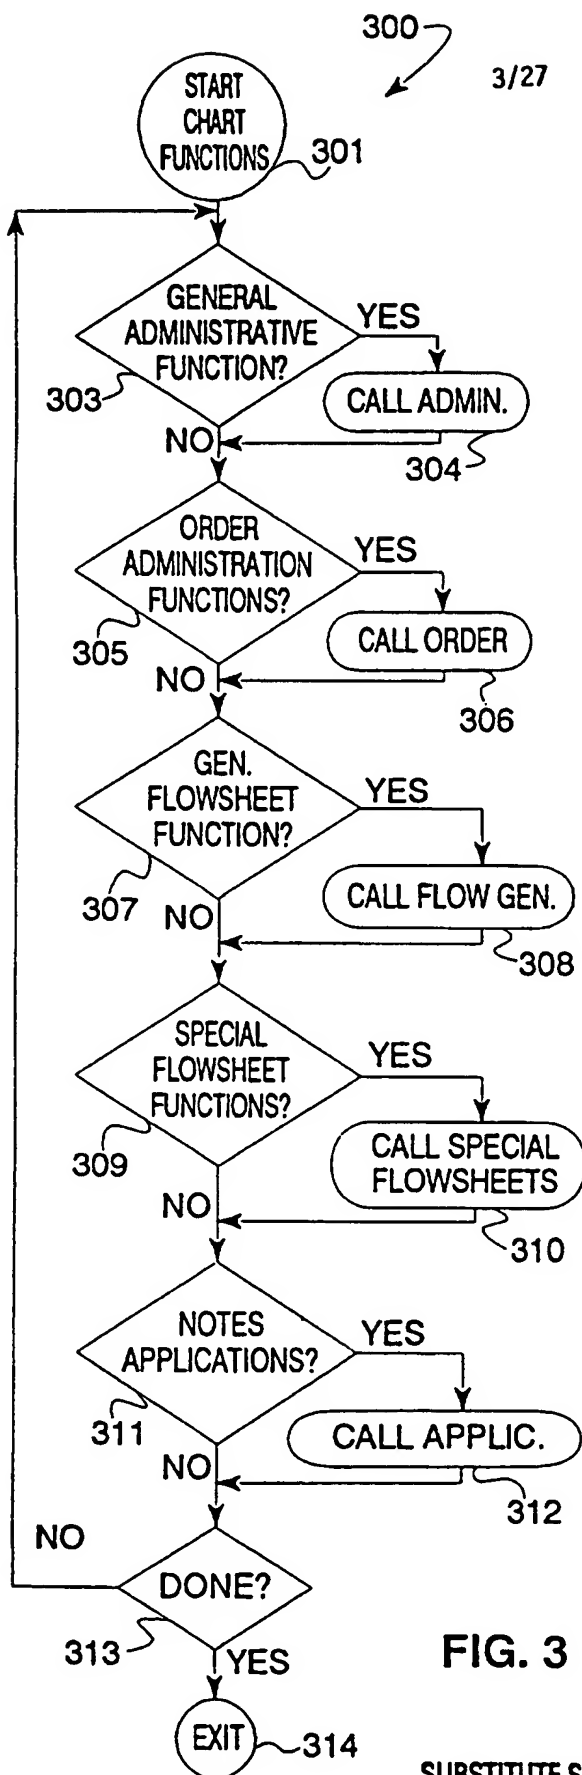 300
3/27
START
CHART
FUNCTIONS
301
GENERAL
ADMINISTRATIVE
FUNCTION?
YES
303
CALL ADMIN.
NO
304
ORDER
ADMINISTRATION
FUNCTIONS?
YES
305
CALL ORDER
NO
306
GEN.
FLOWSHEET
FUNCTION?
YES
307
CALL FLOW GEN.
NO
308
SPECIAL
FLOWSHEET
FUNCTIONS?
YES
309
CALL SPECIAL
FLOWSHEETS
NO
310
NOTES
APPLICATIONS?
YES
311
CALL APPLIC.
NO
312
NO
DONE?
313
YES
FIG. 3
EXIT
314
SUBSTITUTE S